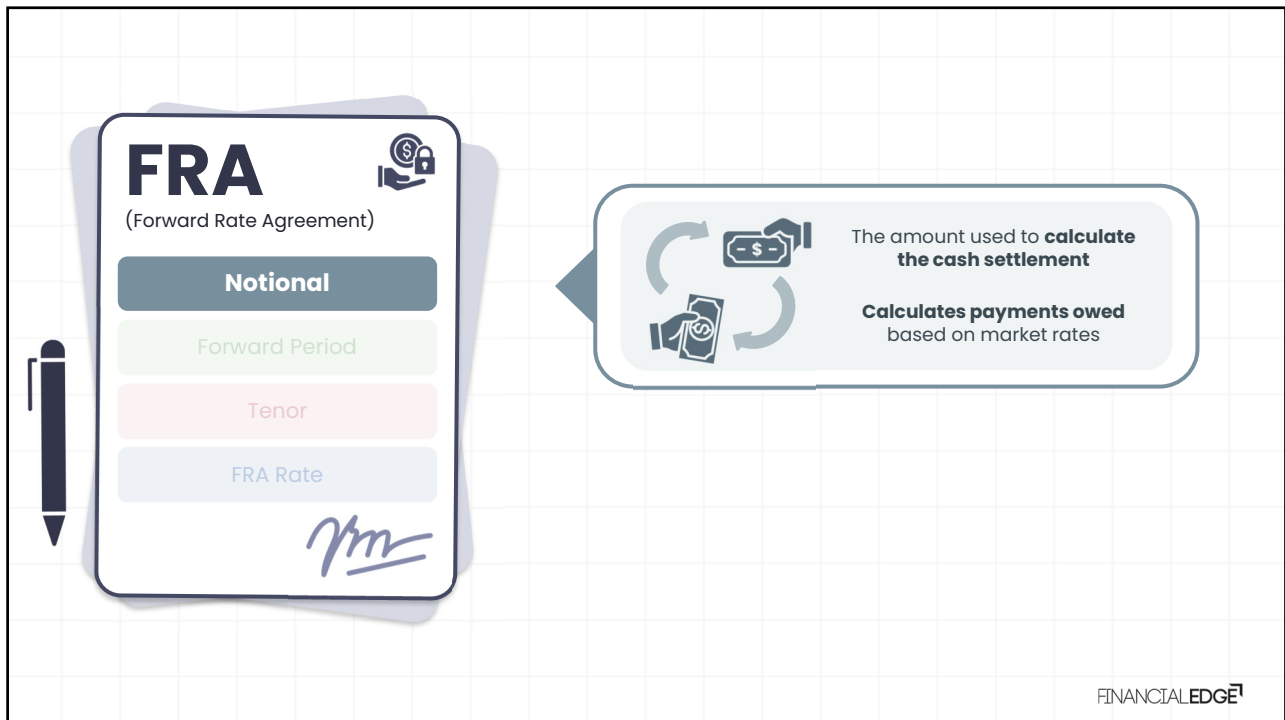 FRA
(Forward Rate Agreement)
Notional
Forward Period
Tenor
FRA Rate
The amount used to calculate
the cash settlement
Calculates payments owed
based on market rates
FINANCIALEDGE